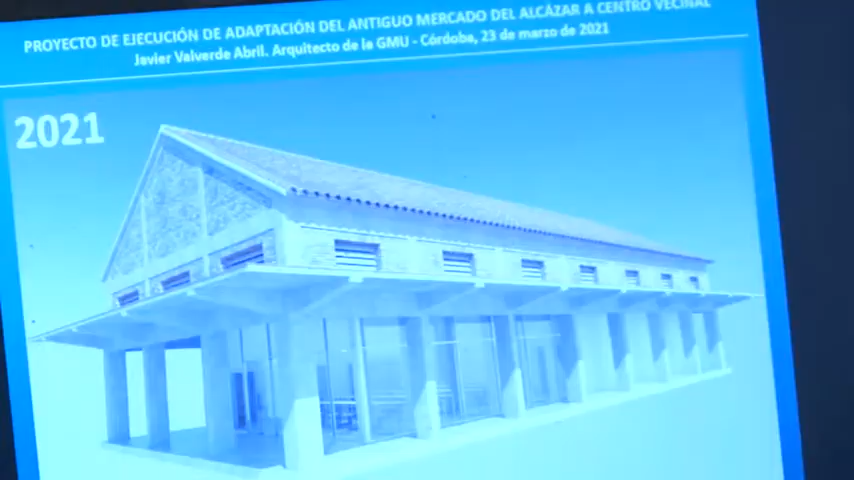 PROYECTO DE EJECUCIÓN DE ADAPTACIÓN DEL ANTIGUO MERCADO DEL ALCÁZAR A CENTRO VECINAL
Javier Valverde Abril. Arquitecto de la GMU - Córdoba, 23 de marzo de 2021
2021